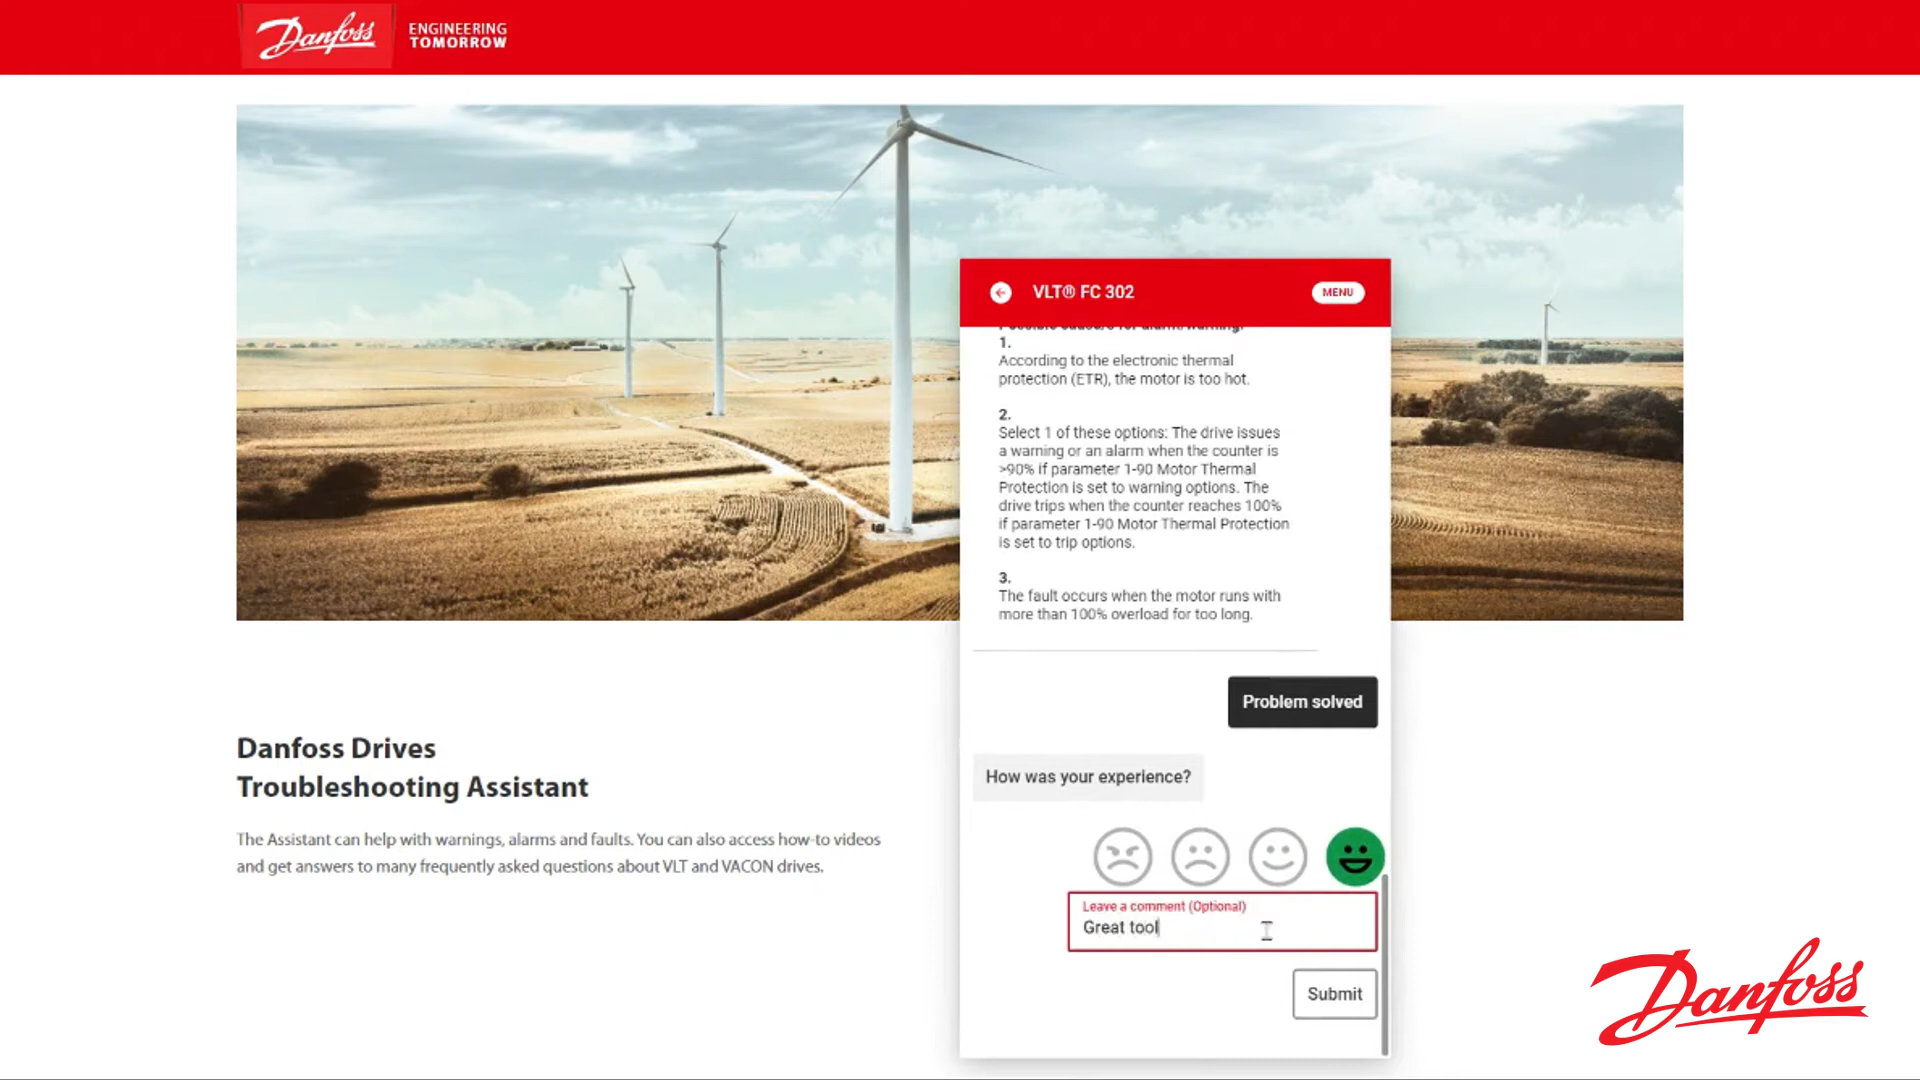 Danfoss
ENGINEERING
TOMORROW
VLT® FC 302
MENU
Possible cause/s for alarm/warning:
1.
According to the electronic thermal
protection (ETR), the motor is too hot.
2.
Select 1 of these options: The drive issues
a warning or an alarm when the counter is
>90% if parameter 1-90 Motor Thermal
Protection is set to warning options. The
drive trips when the counter reaches 100%
if parameter 1-90 Motor Thermal Protection
is set to trip options.
3.
The fault occurs when the motor runs with
more than 100% overload for too long.
Problem solved
How was your experience?
Leave a comment (Optional)
Great tool
Submit
Danfoss Drives
Troubleshooting Assistant
The Assistant can help with warnings, alarms and faults. You can also access how-to videos
and get answers to many frequently asked questions about VLT and VACON drives.
Danfoss